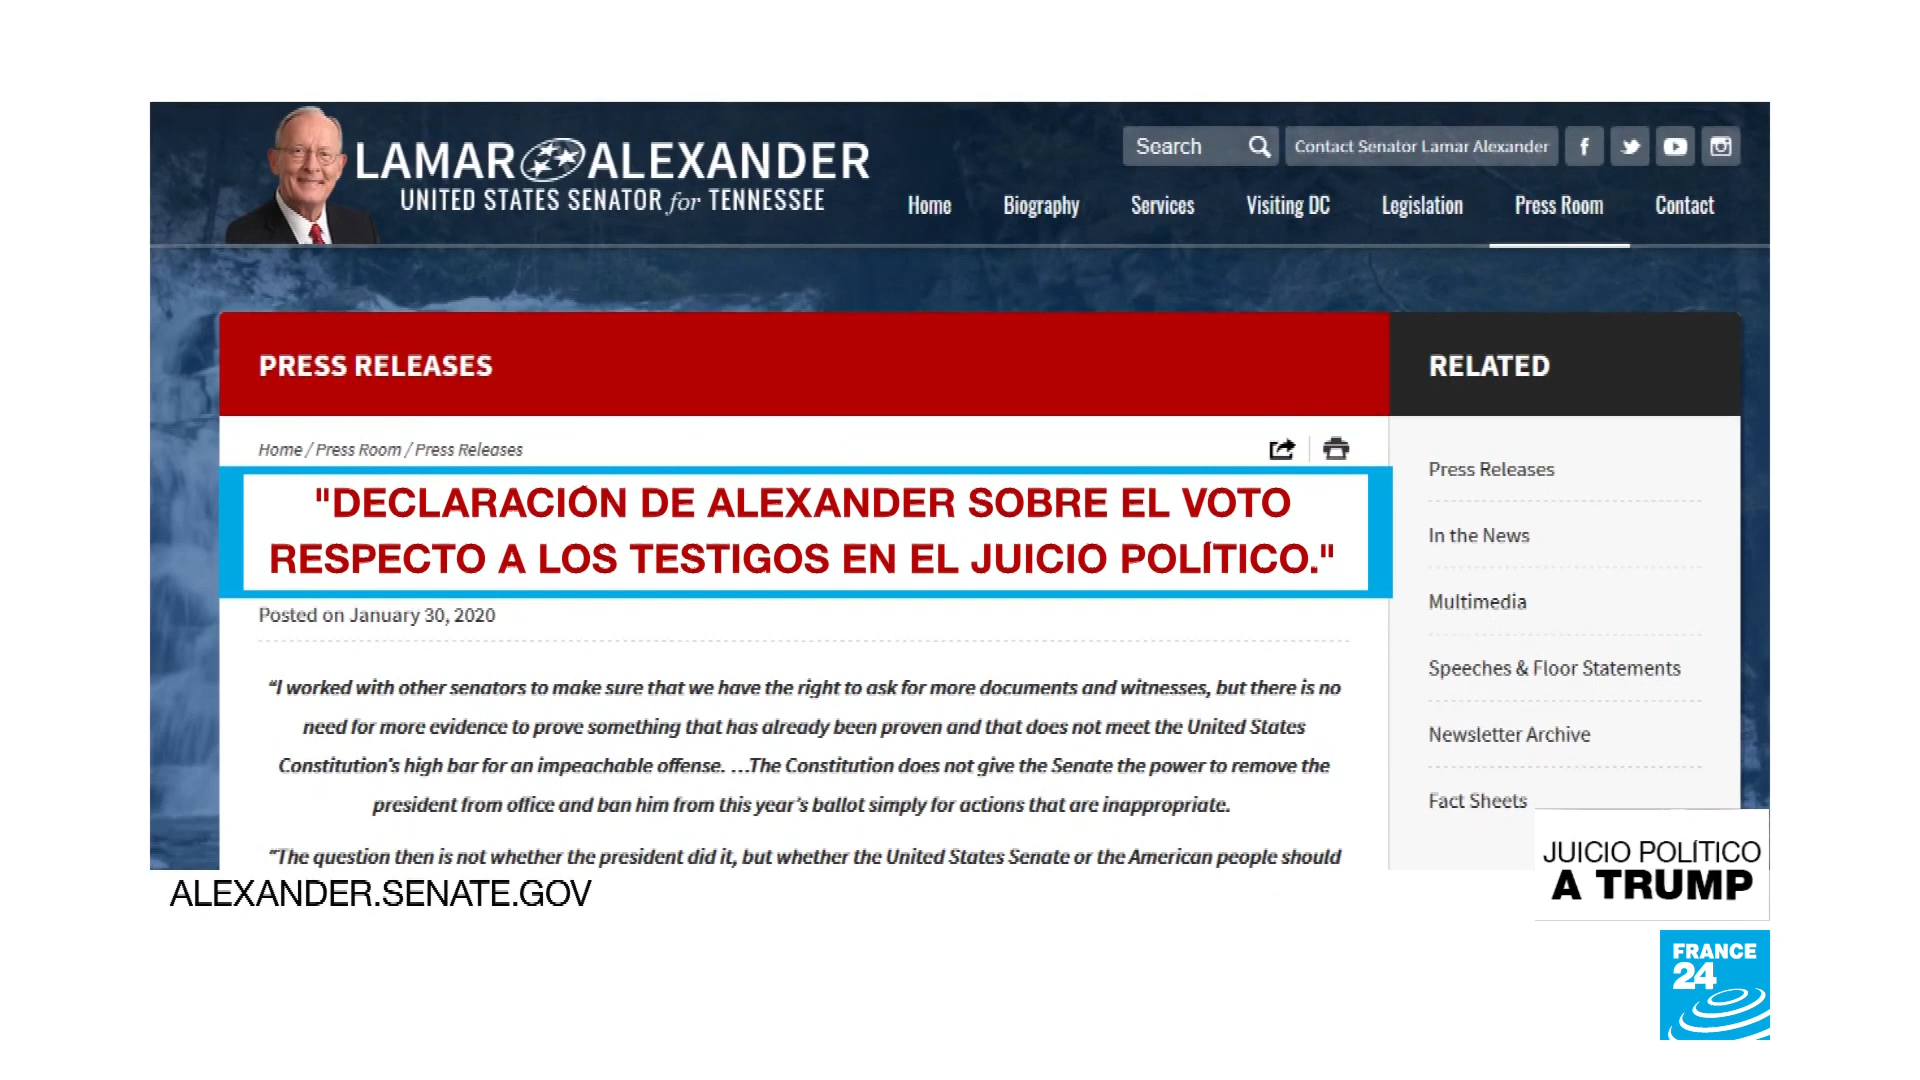 LAMAR ALEXANDER
UNITED STATES SENATOR for TENNESSEE
Search
Contact Senator Lamar Alexander
Home Biography Services Visiting DC Legislation Press Room Contact
PRESS RELEASES
RELATED
Home / Press Room / Press Releases
"DECLARACIÓN DE ALEXANDER SOBRE EL VOTO
RESPECTO A LOS TESTIGOS EN EL JUICIO POLÍTICO."
Posted on January 30, 2020
“I worked with other senators to make sure that we have the right to ask for more documents and witnesses, but there is no
need for more evidence to prove something that has already been proven and that does not meet the United States
Constitution’s high bar for an impeachable offense. …The Constitution does not give the Senate the power to remove the
president from office and ban him from this year’s ballot simply for actions that are inappropriate.
“The question then is not whether the president did it, but whether the United States Senate or the American people should
Press Releases
In the News
Multimedia
Speeches & Floor Statements
Newsletter Archive
Fact Sheets
ALEXANDER.SENATE.GOV
JUICIO POLÍTICO
A TRUMP
FRANCE
24